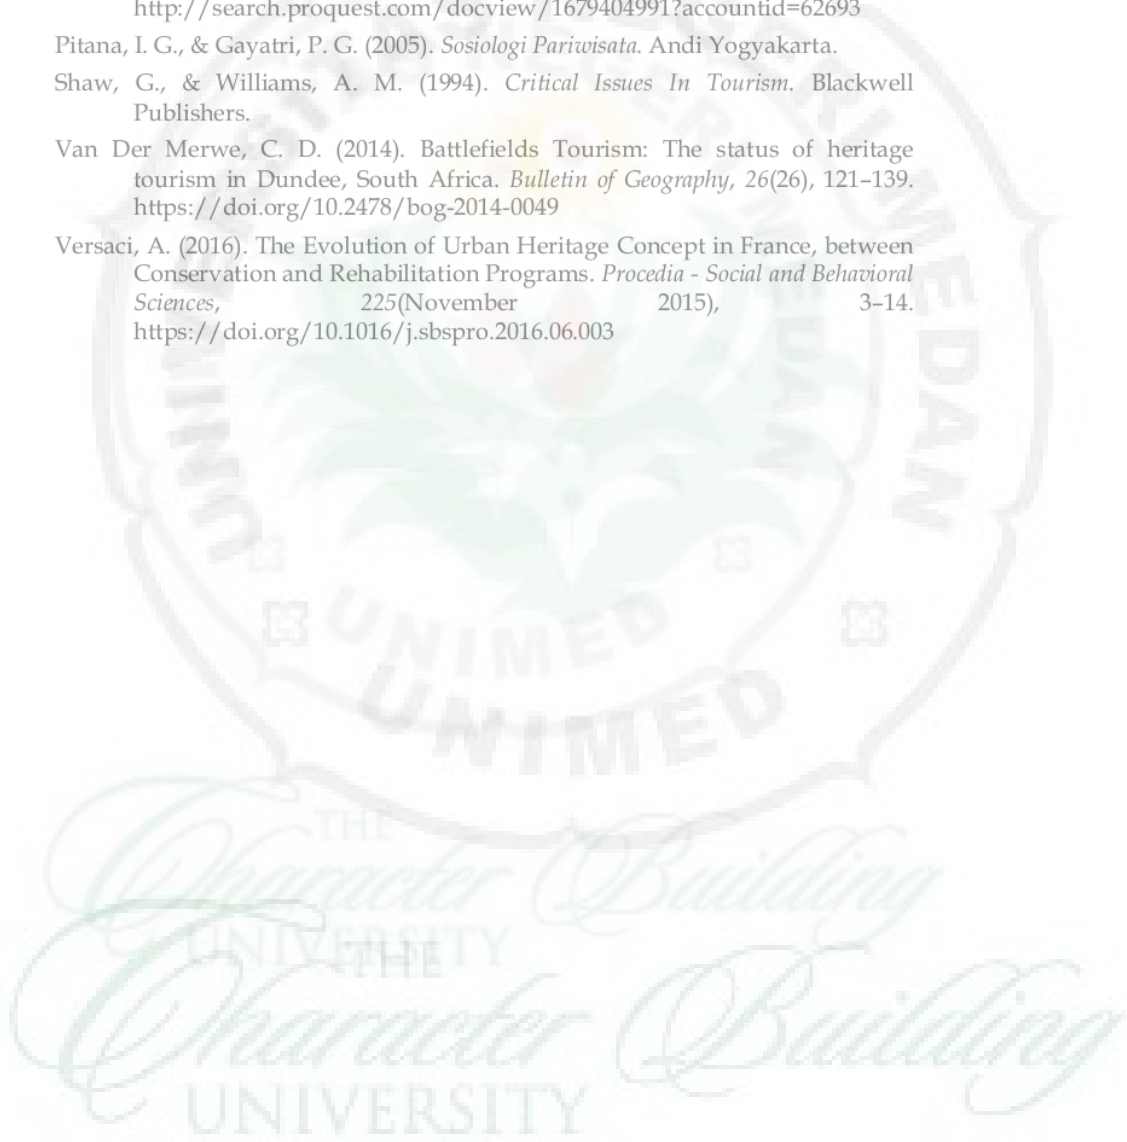 http://search.proquest.com/docview/1679404991?accountid=62693
Pitana, I. G., & Gayatri, P. G. (2005). Sosiologi Pariwisata. Andi Yogyakarta.
Shaw, G., & Williams, A. M. (1994). Critical Issues In Tourism. Blackwell
Publishers.
Van Der Merwe, C. D. (2014). Battlefields Tourism: The status of heritage
tourism in Dundee, South Africa. Bulletin of Geography, 26(26), 121–139.
https://doi.org/10.2478/bog-2014-0049
Versaci, A. (2016). The Evolution of Urban Heritage Concept in France, between
Conservation and Rehabilitation Programs. Procedia - Social and Behavioral
Sciences, 225(November 2015), 3–14.
https://doi.org/10.1016/j.sbspro.2016.06.003
MEDAN
MEDAN
UNIMED
UNIMED
THE
Character Building
UNIVERSITY
THE
Character Building
UNIVERSITY